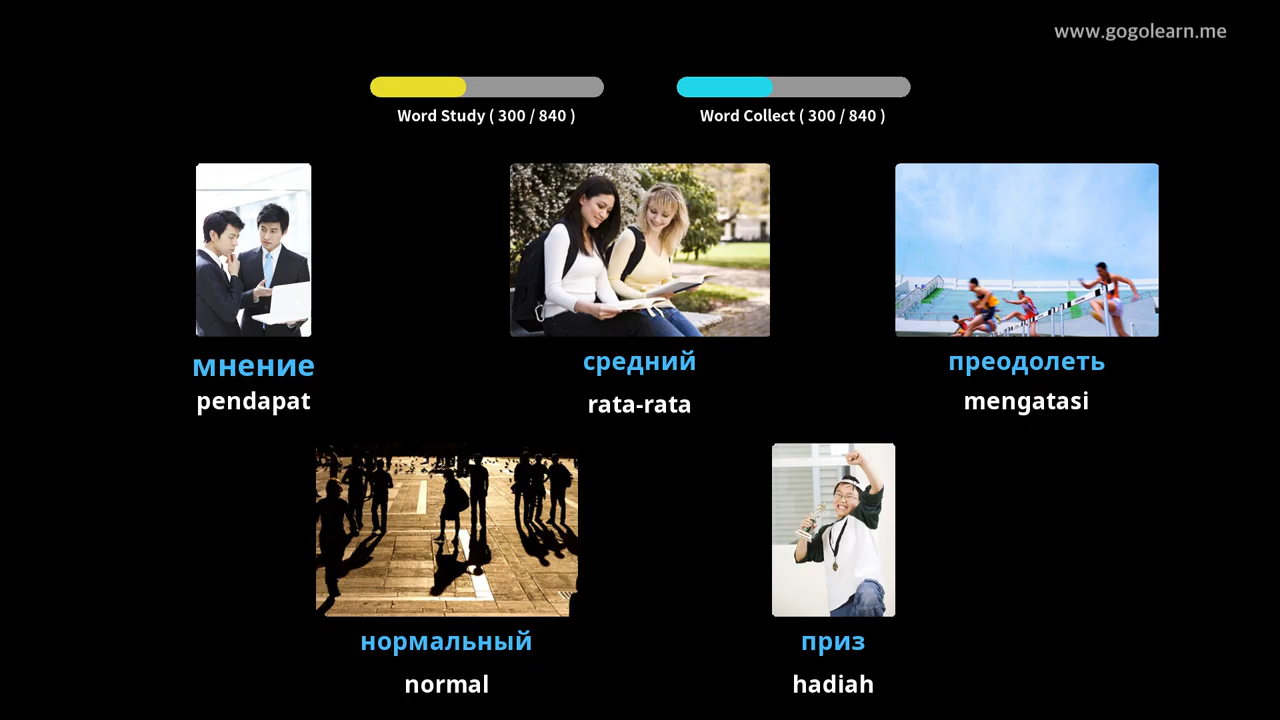 www.gogolearn.me
Word Study ( 300 / 840 )
Word Collect ( 300 / 840 )
мнение
pendapat
средний
rata-rata
преодолеть
mengatasi
нормальный
normal
приз
hadiah